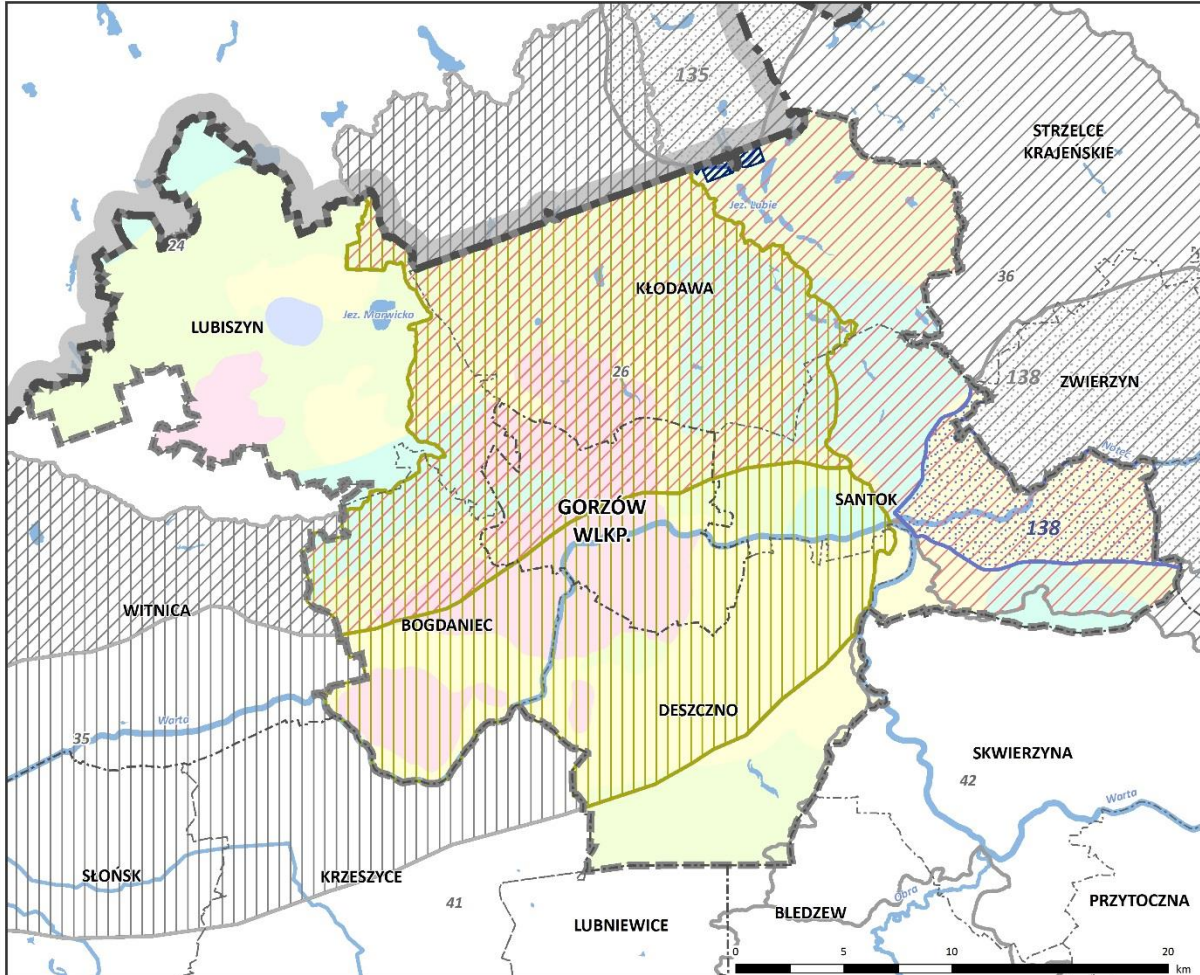 135
STRZELCE
KRAJENSKIE
Jez. Lubie
24
36
KŁODAWA
LUBISZYN
Jez. Marwicko
26
138
ZWIERZYN
Noteć
GORZÓW
WLKP.
SANTOK
138
WITNICA
BOGDANIEC
DESZCZNO
Warta
35
SKWIERZYNA
42
Warta
SŁOŃSK
KRZESZYCE
41
Obra
BLEDZEW
PRZYTOCZNA
LUBNIEWICE
0 5 10 20
km